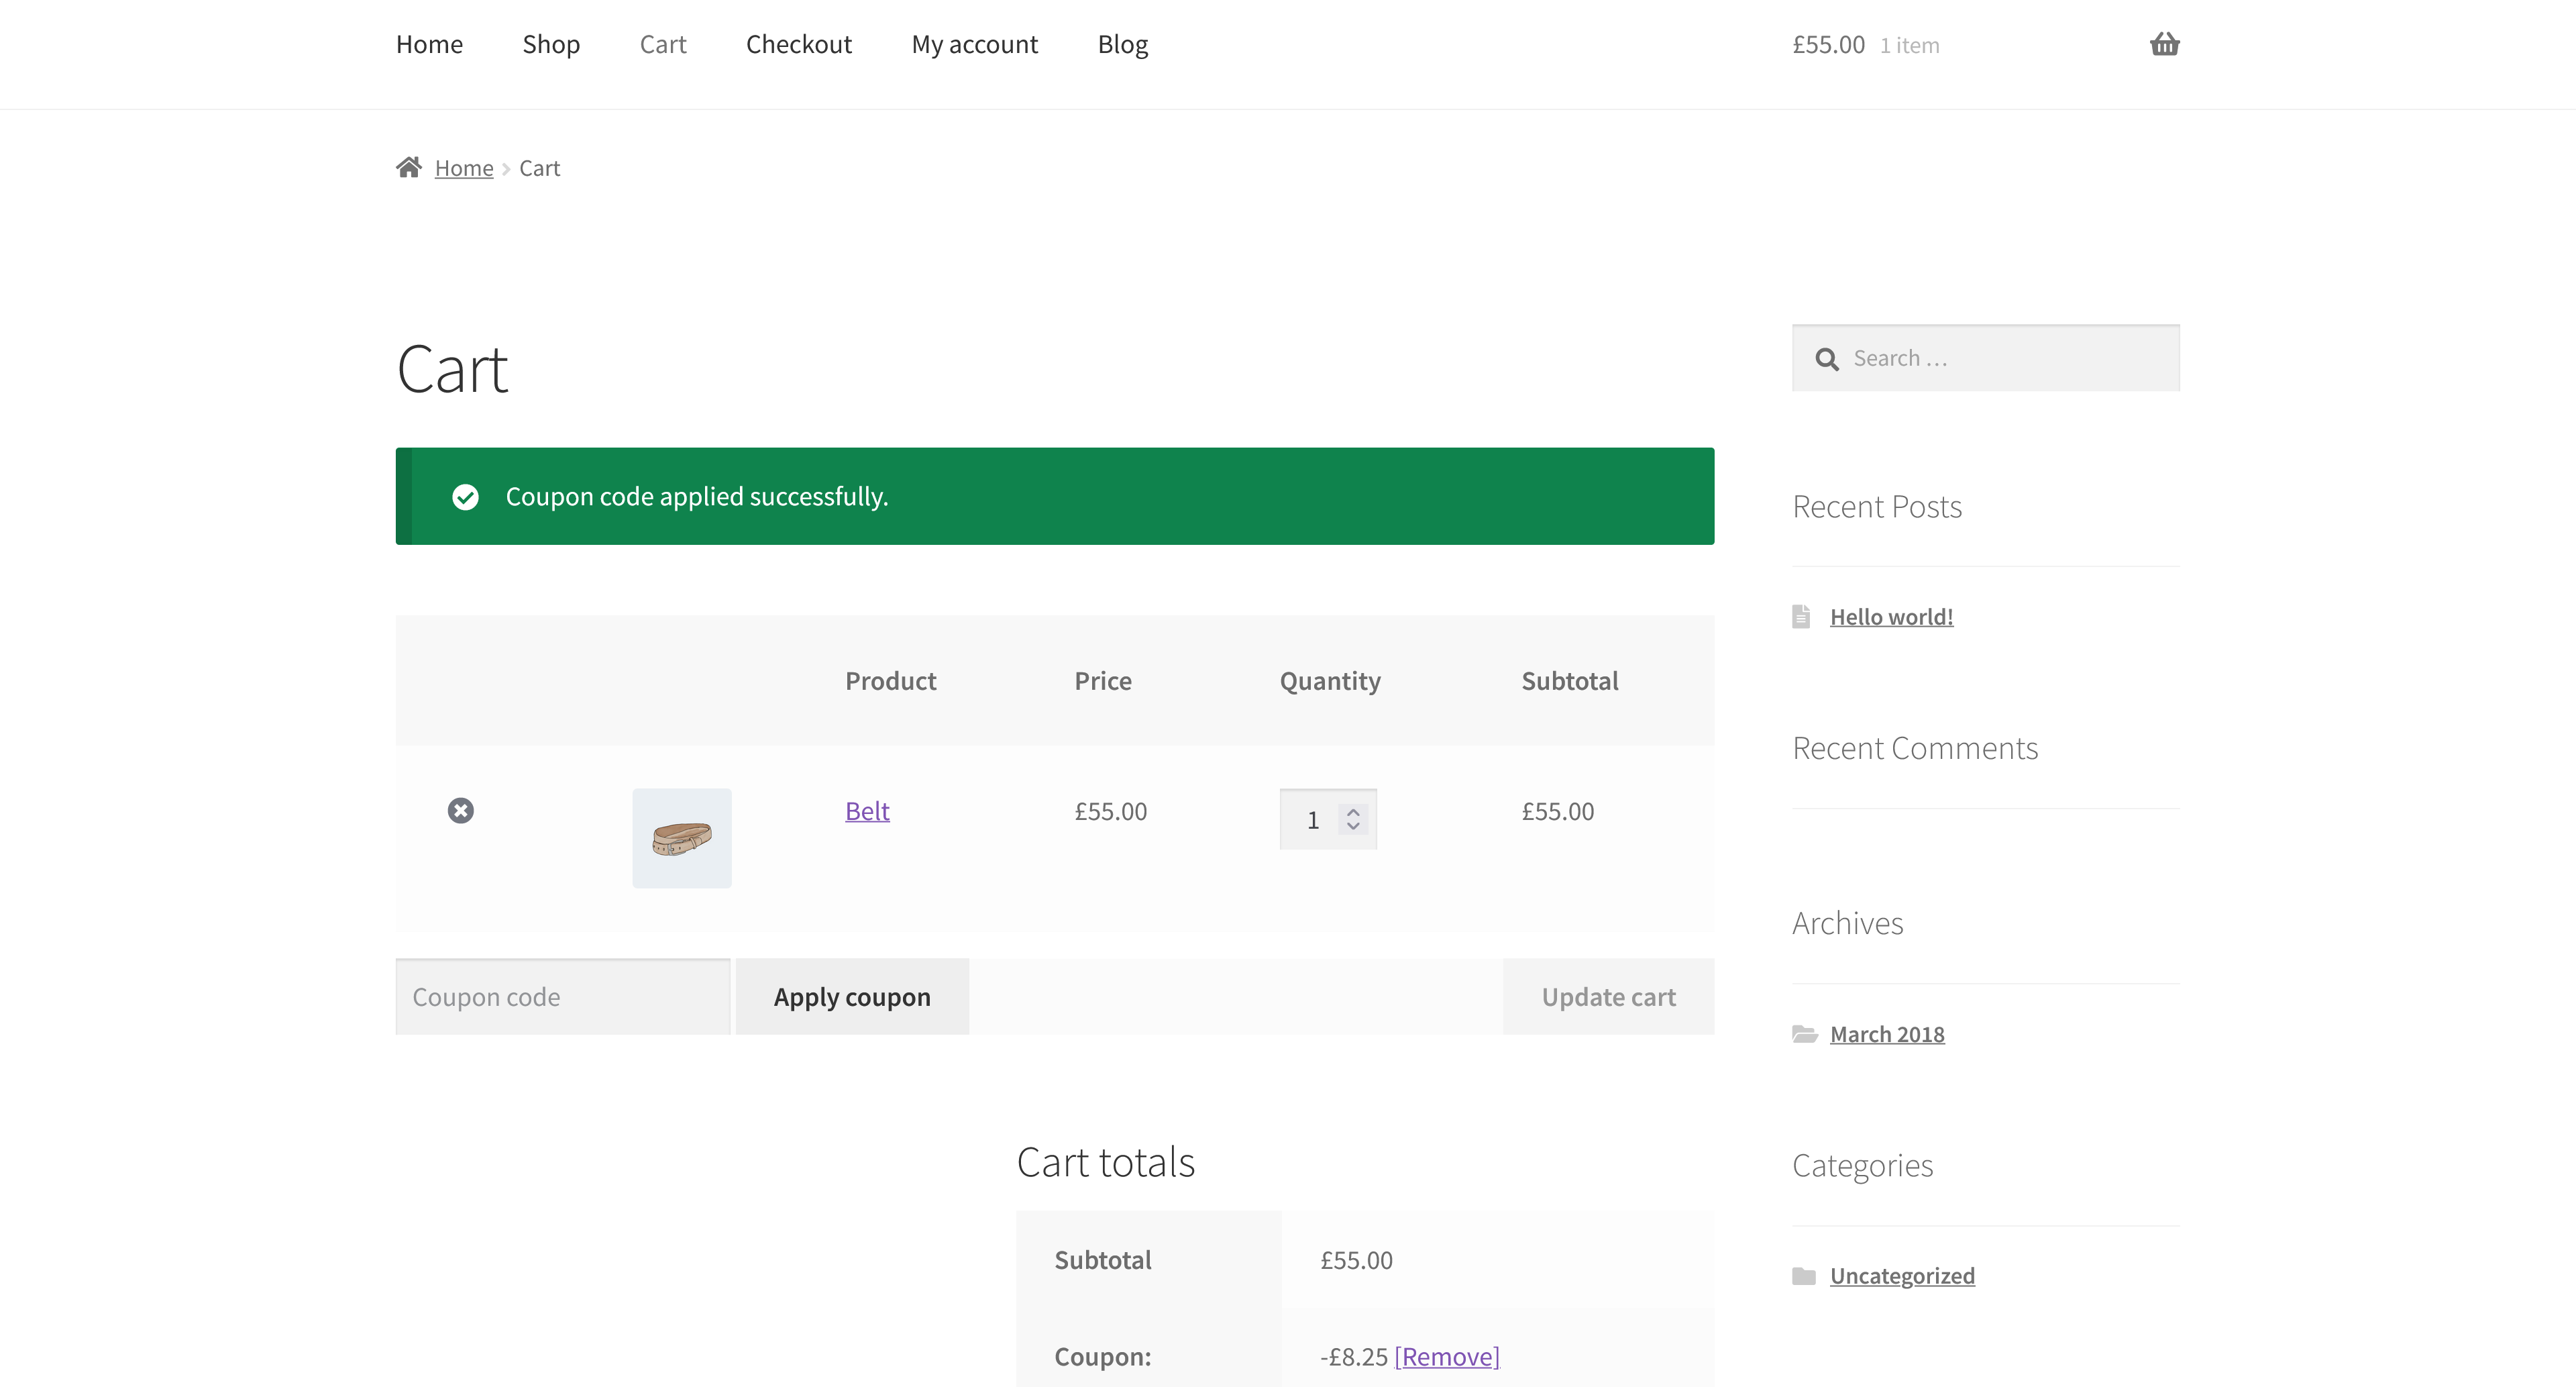 Home Shop Cart Checkout My account Blog £55.00 1 item
Home Cart
Cart
Search …
Coupon code applied successfully.
Product Price Quantity Subtotal
Belt £55.00 1 £55.00
Coupon code Apply coupon Update cart
Cart totals
Subtotal £55.00
Coupon: -£8.25 [Remove]
Recent Posts
Hello world!
Recent Comments
Archives
March 2018
Categories
Uncategorized